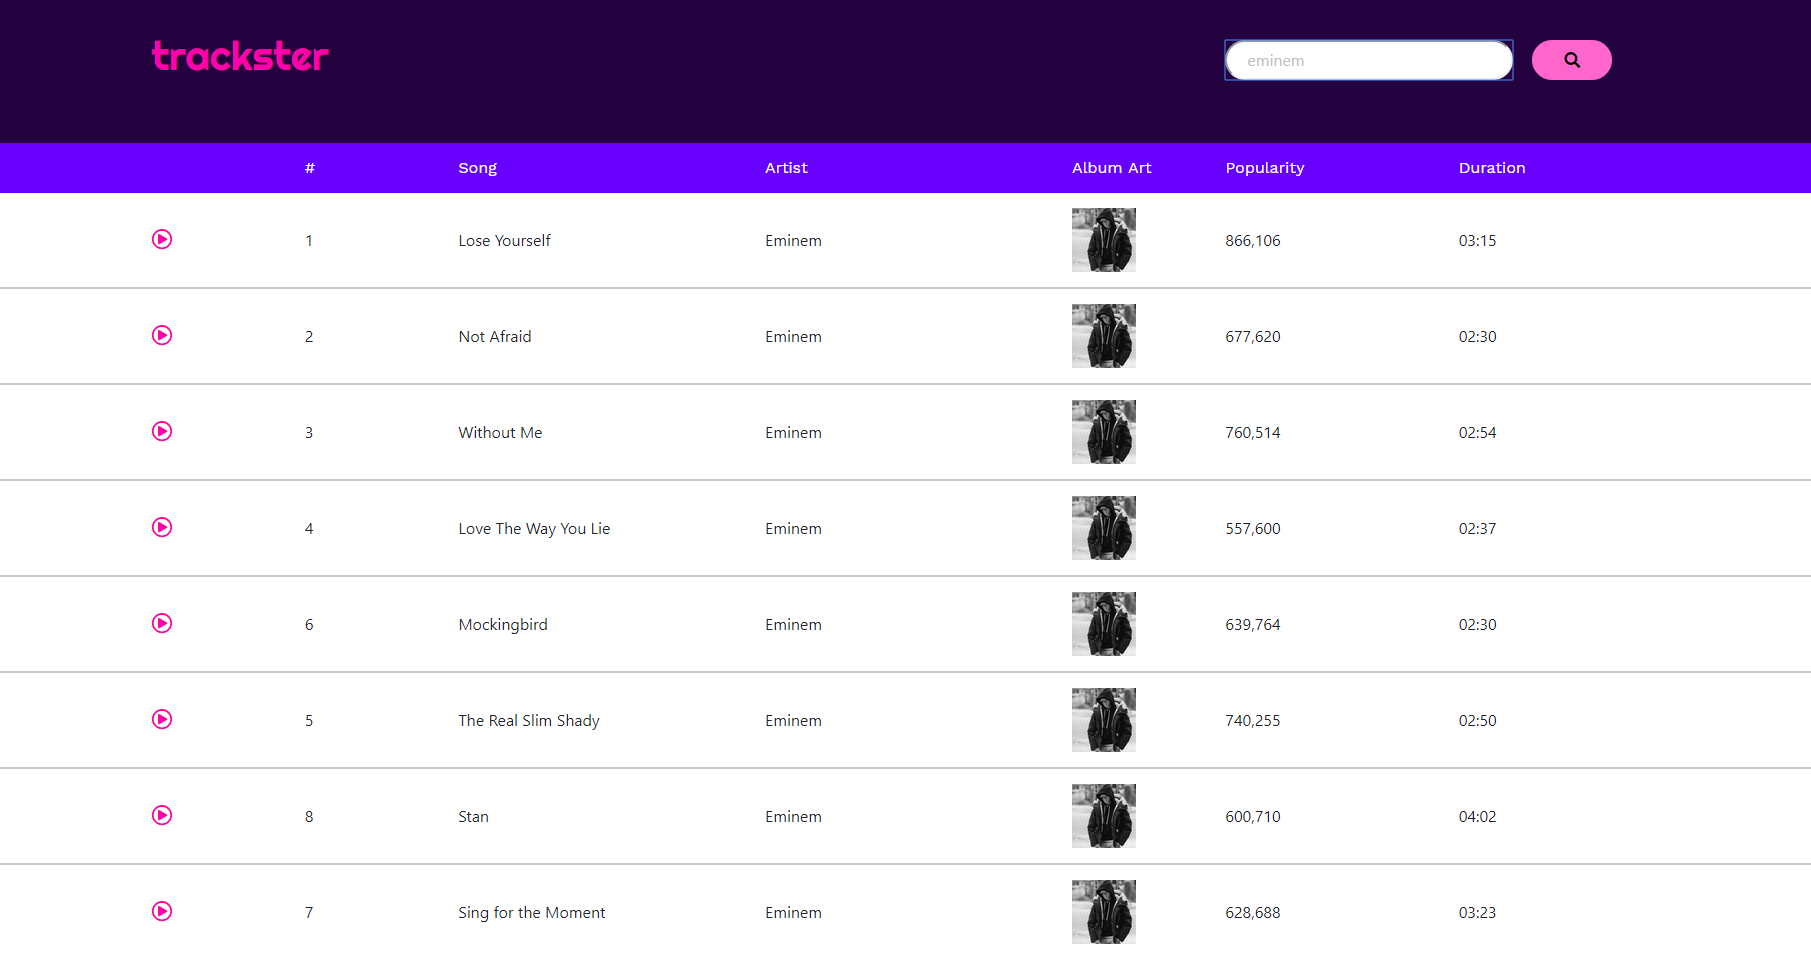 trackster
eminem
# Song Artist Album Art Popularity Duration
1 Lose Yourself Eminem 866,106 03:15
2 Not Afraid Eminem 677,620 02:30
3 Without Me Eminem 760,514 02:54
4 Love The Way You Lie Eminem 557,600 02:37
6 Mockingbird Eminem 639,764 02:30
5 The Real Slim Shady Eminem 740,255 02:50
8 Stan Eminem 600,710 04:02
7 Sing for the Moment Eminem 628,688 03:23